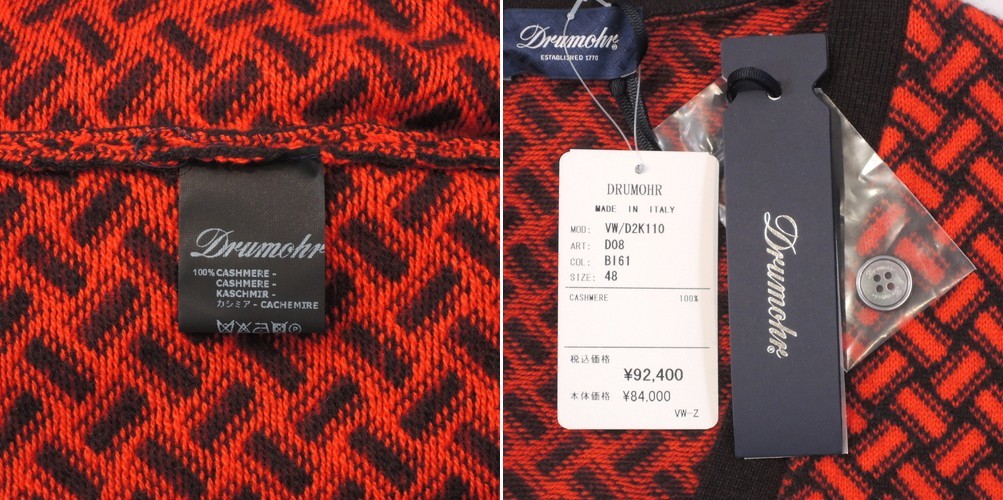 Drumohr
100% CASHMERE -
CASHMERE -
KASCHMIR -
カシミア - CACHEMIRE
Drumohr®
ESTABLISHED 1770
DRUMOHR
MADE IN ITALY
MOD: VW/D2K110
ART: D08
COL: BI61
SIZE: 48
CASHMERE 100%
税込価格
¥92,400
本体価格 ¥84,000
VW-Z
Drumohr®